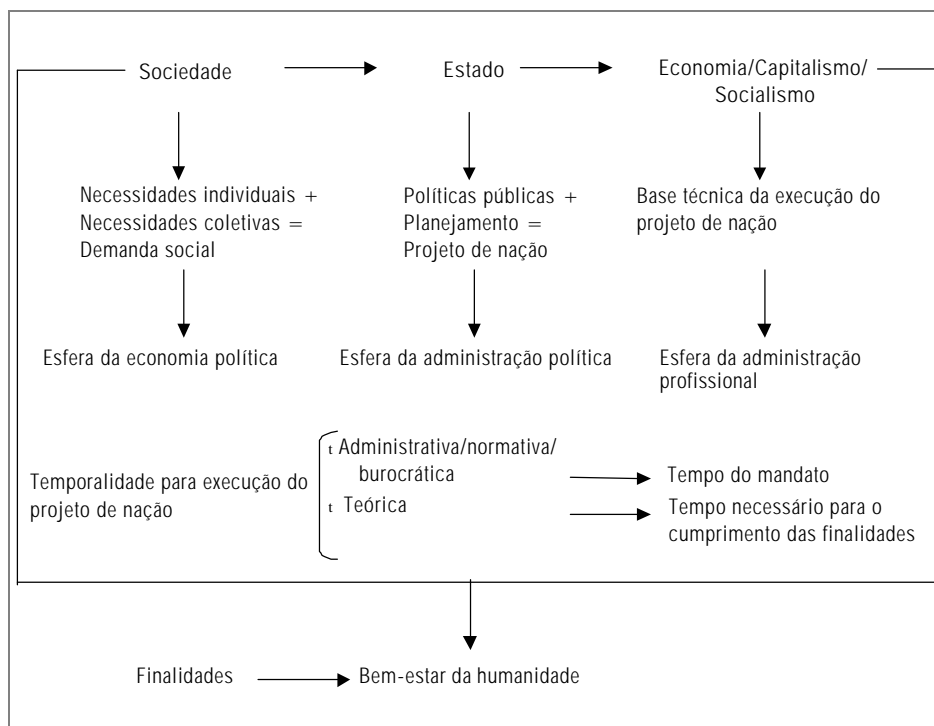 Sociedade
Estado
Economia/Capitalismo/
Socialismo
Necessidades individuais +
Necessidades coletivas =
Demanda social
Políticas públicas +
Planejamento =
Projeto de nação
Base técnica da execução do
projeto de nação
Esfera da economia política
Esfera da administração política
Esfera da administração
profissional
Temporalidade para execução do
projeto de nação
t Administrativa/normativa/
burocrática
t Teórica
Tempo do mandato
Tempo necessário para o
cumprimento das finalidades
Finalidades
Bem-estar da humanidade